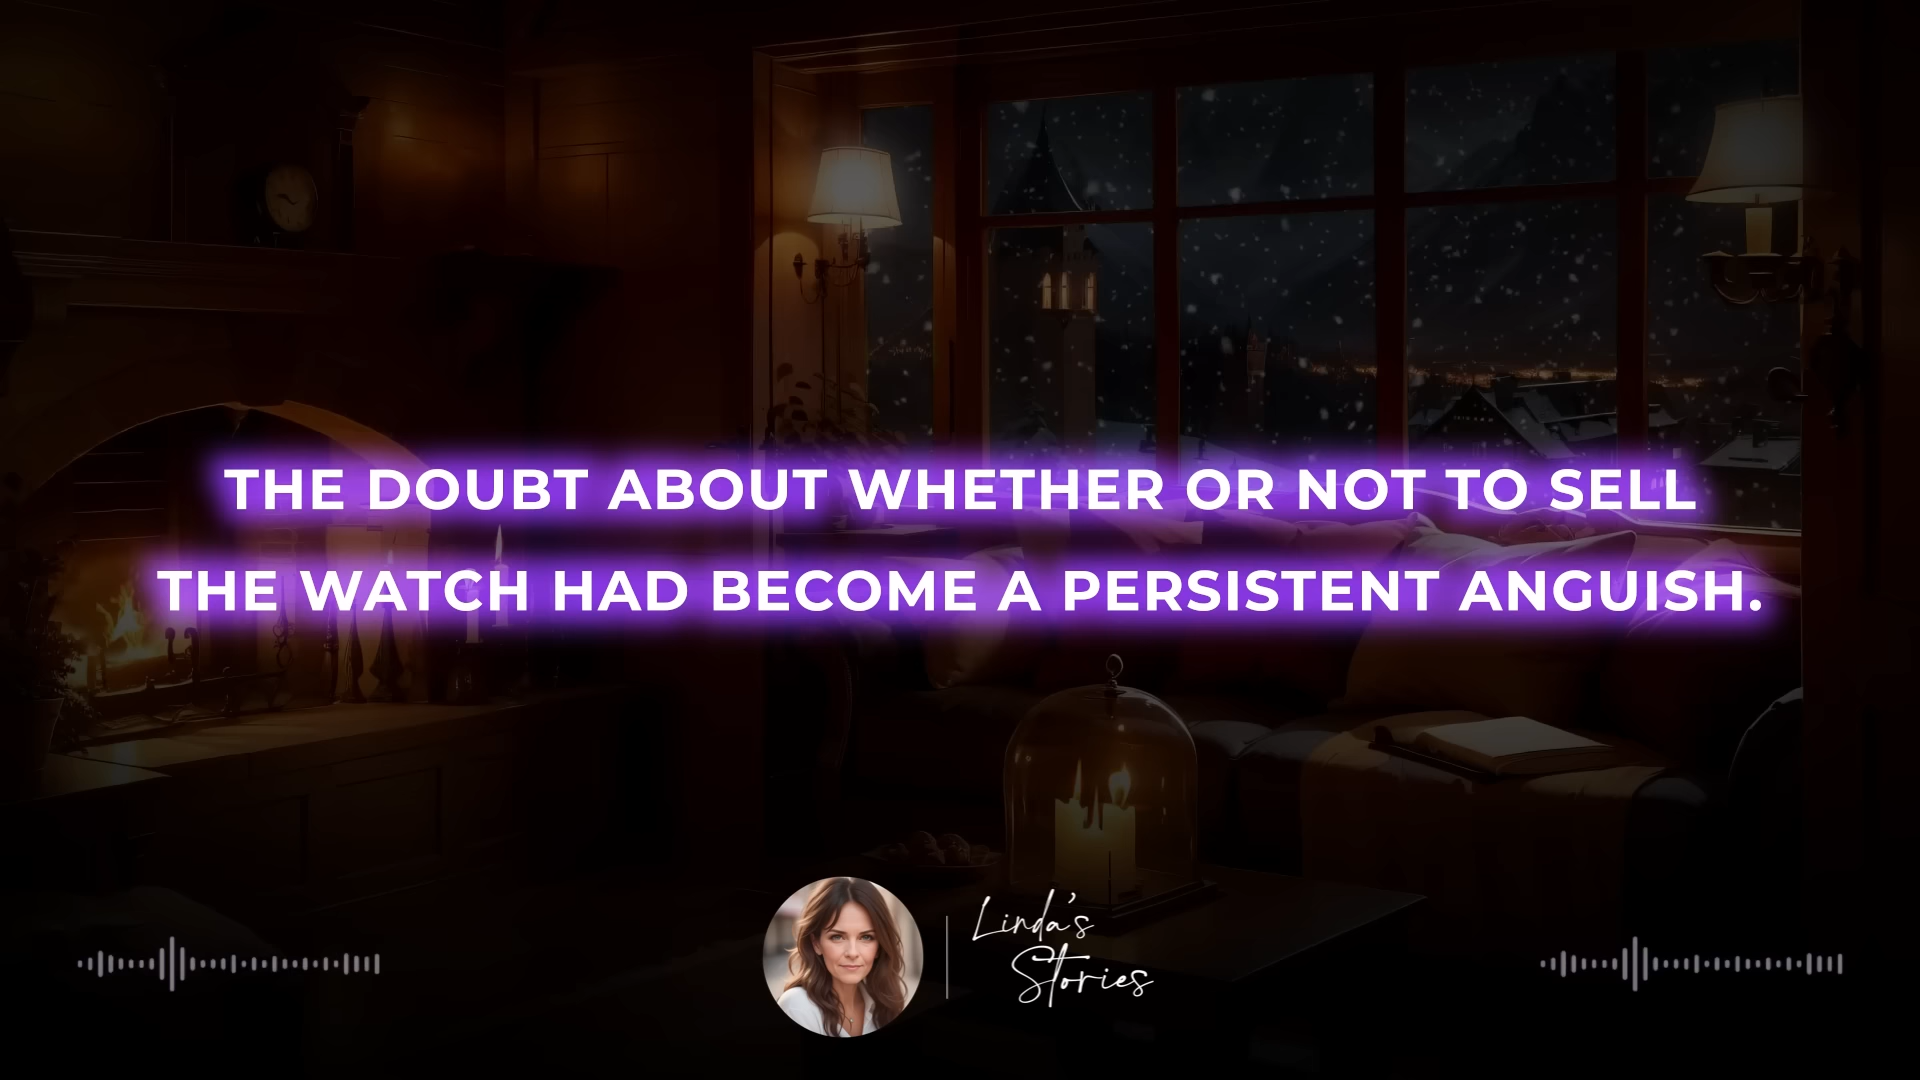 THE DOUBT ABOUT WHETHER OR NOT TO SELL
THE WATCH HAD BECOME A PERSISTENT ANGUISH.
Linda's
Stories